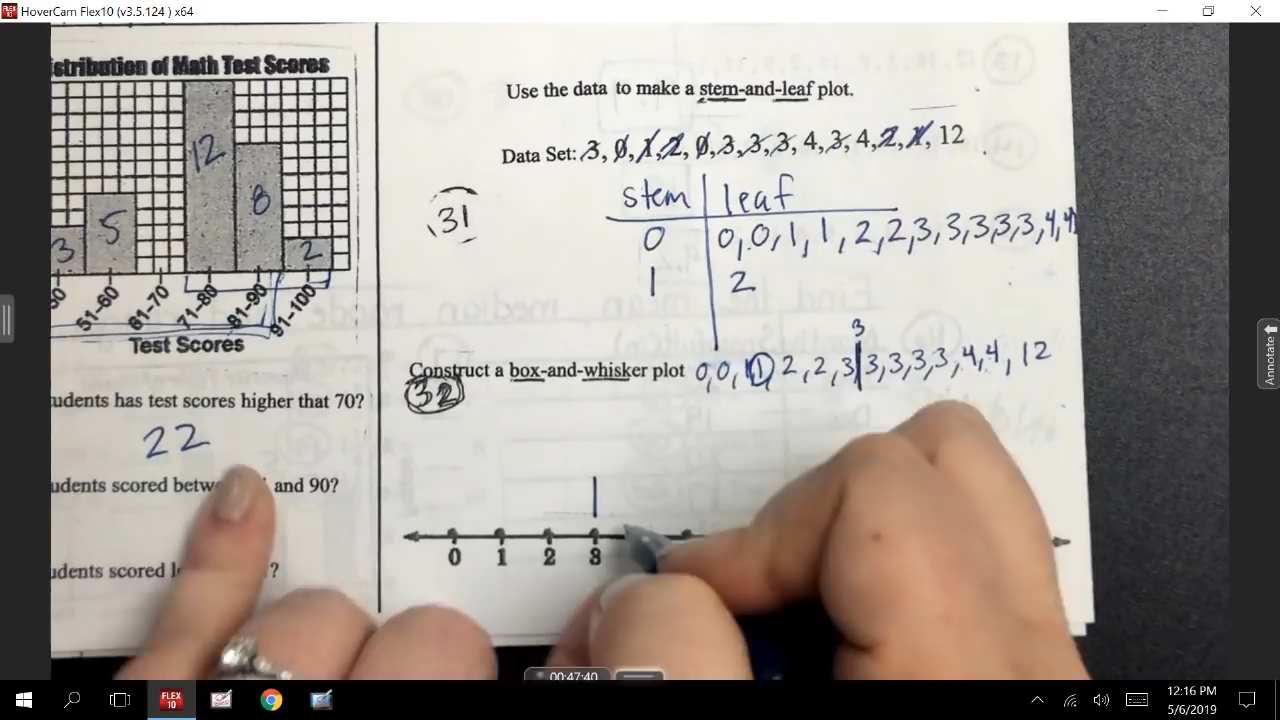 HoverCam Flex10 (v3.5.124 ) x64
stribution of Math Test Scores
12
8
5
3
2
50
51-60
61-70
71-80
81-90
91-100
Test Scores
udents has test scores higher that 70?
22
udents scored betw and 90?
udents scored l ?
Use the data to make a stem-and-leaf plot.
Data Set: 3, 0, 1, 2, 0, 3, 3, 3, 4, 3, 4, 2, 1, 12
31
stem leaf
0 0,0,1,1,2,2,3,3,3,3,3,4,4
1 2
Construct a box-and-whisker plot 0,0,1,1 2,2,3 3,3,3,3,4,4,12
3
32
0 1 2 3
Annotate
00:47:40
FLEX 10
12:16 PM
5/6/2019